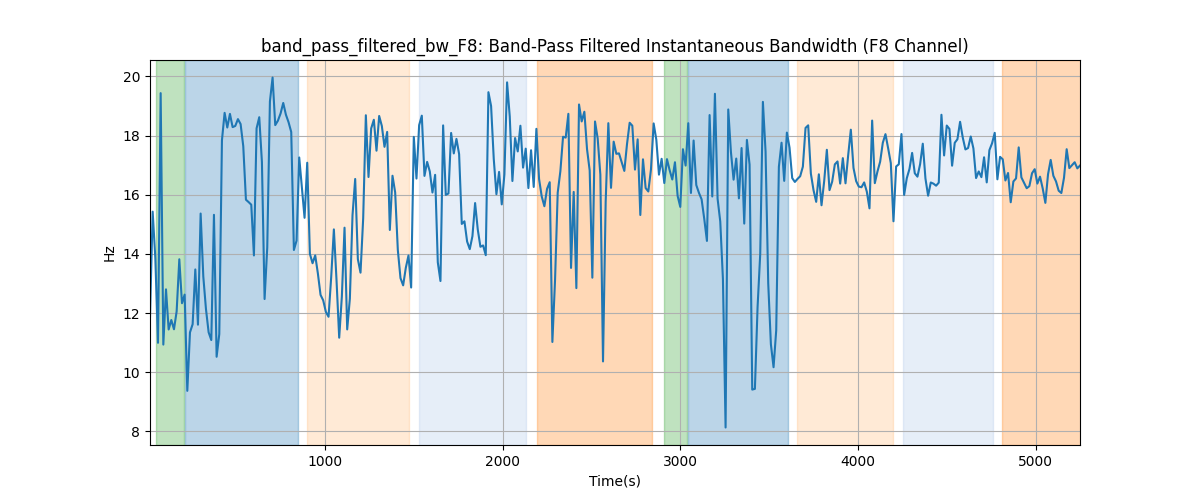 band_pass_filtered_bw_F8: Band-Pass Filtered Instantaneous Bandwidth (F8 Channel)
20
18
16
14
12
10
8
Hz
1000 2000 3000 4000 5000
Time(s)